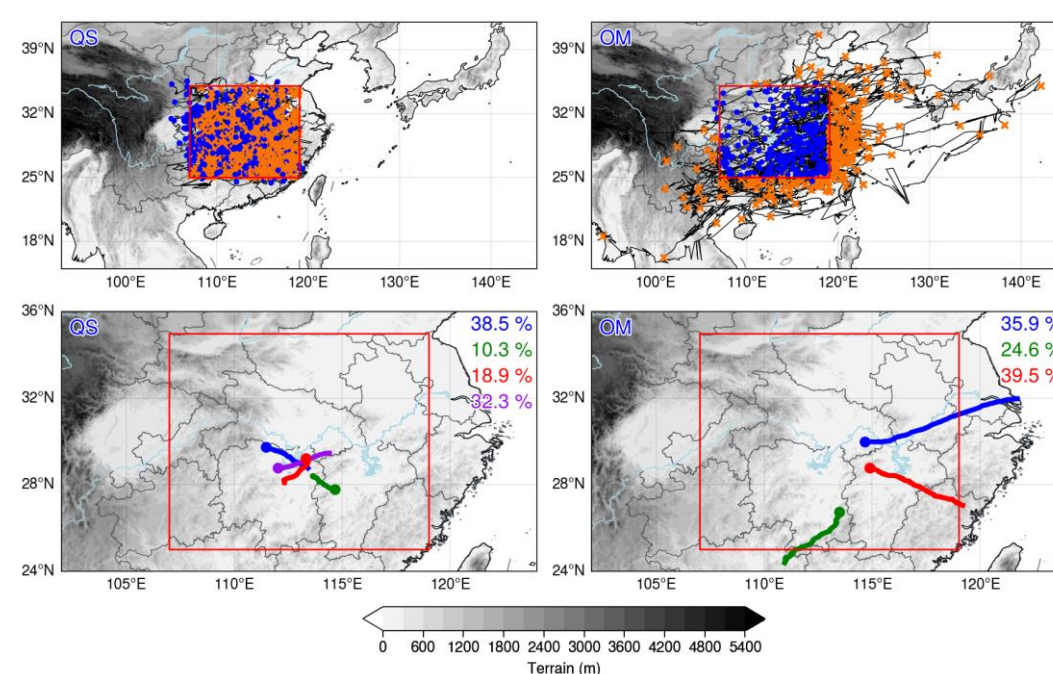 QS
39°N
32°N
25°N
18°N
100°E 110°E 120°E 130°E 140°E
OM
39°N
32°N
25°N
18°N
100°E 110°E 120°E 130°E 140°E
QS
38.5 %
10.3 %
18.9 %
32.3 %
36°N
32°N
28°N
24°N
105°E 110°E 115°E 120°E
OM
35.9 %
24.6 %
39.5 %
36°N
32°N
28°N
24°N
105°E 110°E 115°E 120°E
0 600 1200 1800 2400 3000 3600 4200 4800 5400
Terrain (m)